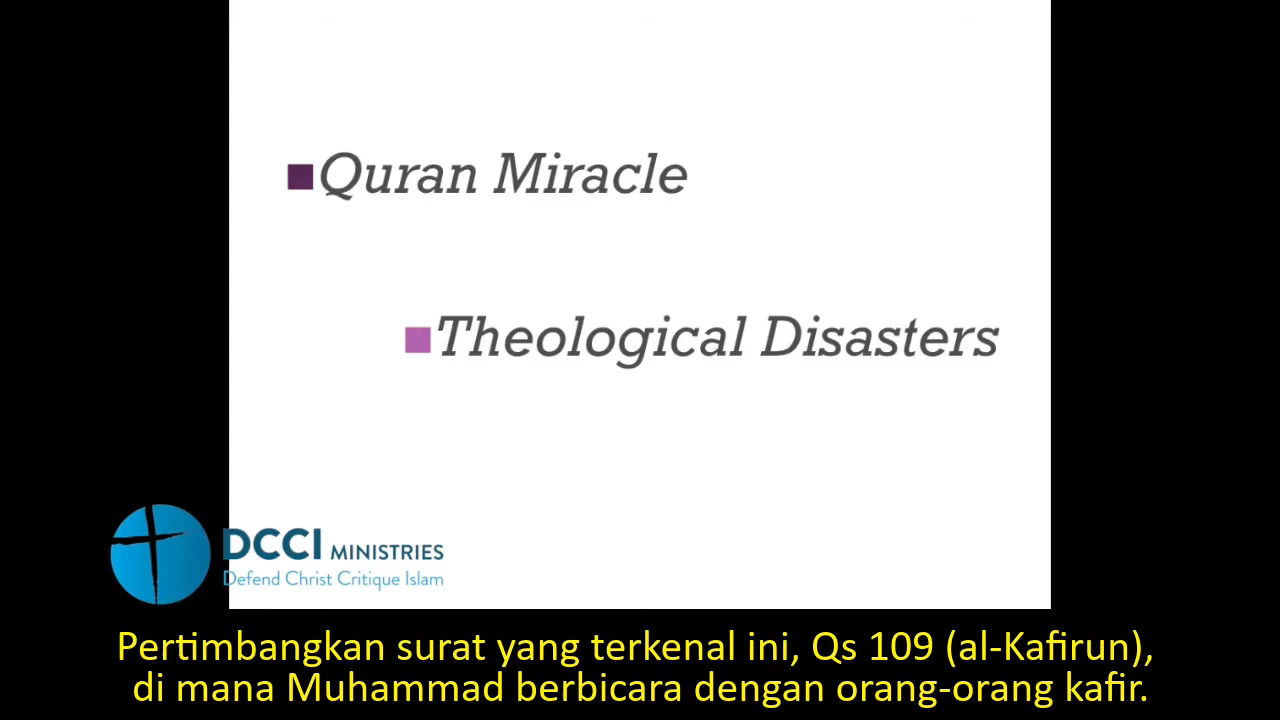 Quran Miracle
Theological Disasters
DCCI MINISTRIES
Defend Christ Critique Islam
Pertimbangkan surat yang terkenal ini, Qs 109 (al-Kafirun),
di mana Muhammad berbicara dengan orang-orang kafir.